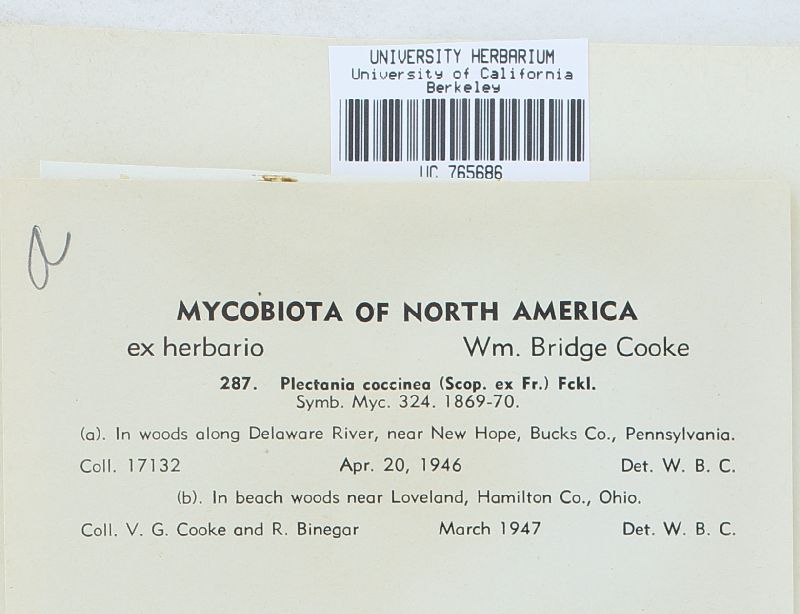 UNIVERSITY HERBARIUM
University of California
Berkeley
UC 765686
a
MYCOBIOTA OF NORTH AMERICA
ex herbario Wm. Bridge Cooke
287. Plectania coccinea (Scop. ex Fr.) Fckl.
Symb. Myc. 324. 1869-70.
(a). In woods along Delaware River, near New Hope, Bucks Co., Pennsylvania.
Coll. 17132 Apr. 20, 1946 Det. W. B. C.
(b). In beach woods near Loveland, Hamilton Co., Ohio.
Coll. V. G. Cooke and R. Binegar March 1947 Det. W. B. C.